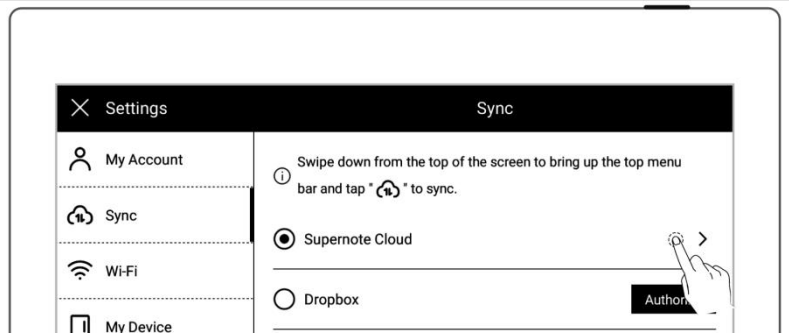 Settings
Sync
My Account
Swipe down from the top of the screen to bring up the top menu
bar and tap " " to sync.
Sync
Supernote Cloud
Wi-Fi
Dropbox
My Device